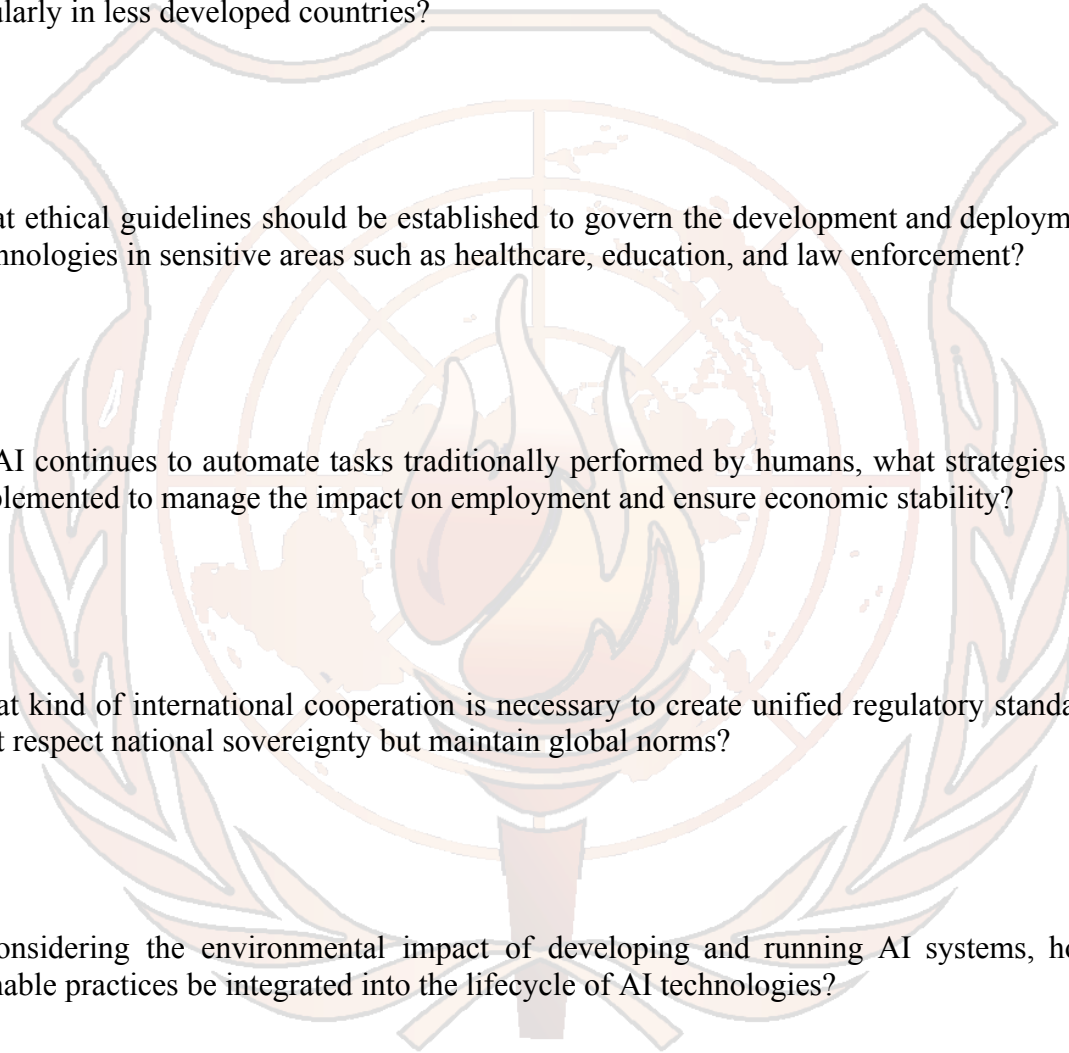 ularly in less developed countries?
at ethical guidelines should be established to govern the development and deploym
hnologies in sensitive areas such as healthcare, education, and law enforcement?
AI continues to automate tasks traditionally performed by humans, what strategies
plemented to manage the impact on employment and ensure economic stability?
at kind of international cooperation is necessary to create unified regulatory standa
t respect national sovereignty but maintain global norms?
onsidering the environmental impact of developing and running AI systems, ho
nable practices be integrated into the lifecycle of AI technologies?